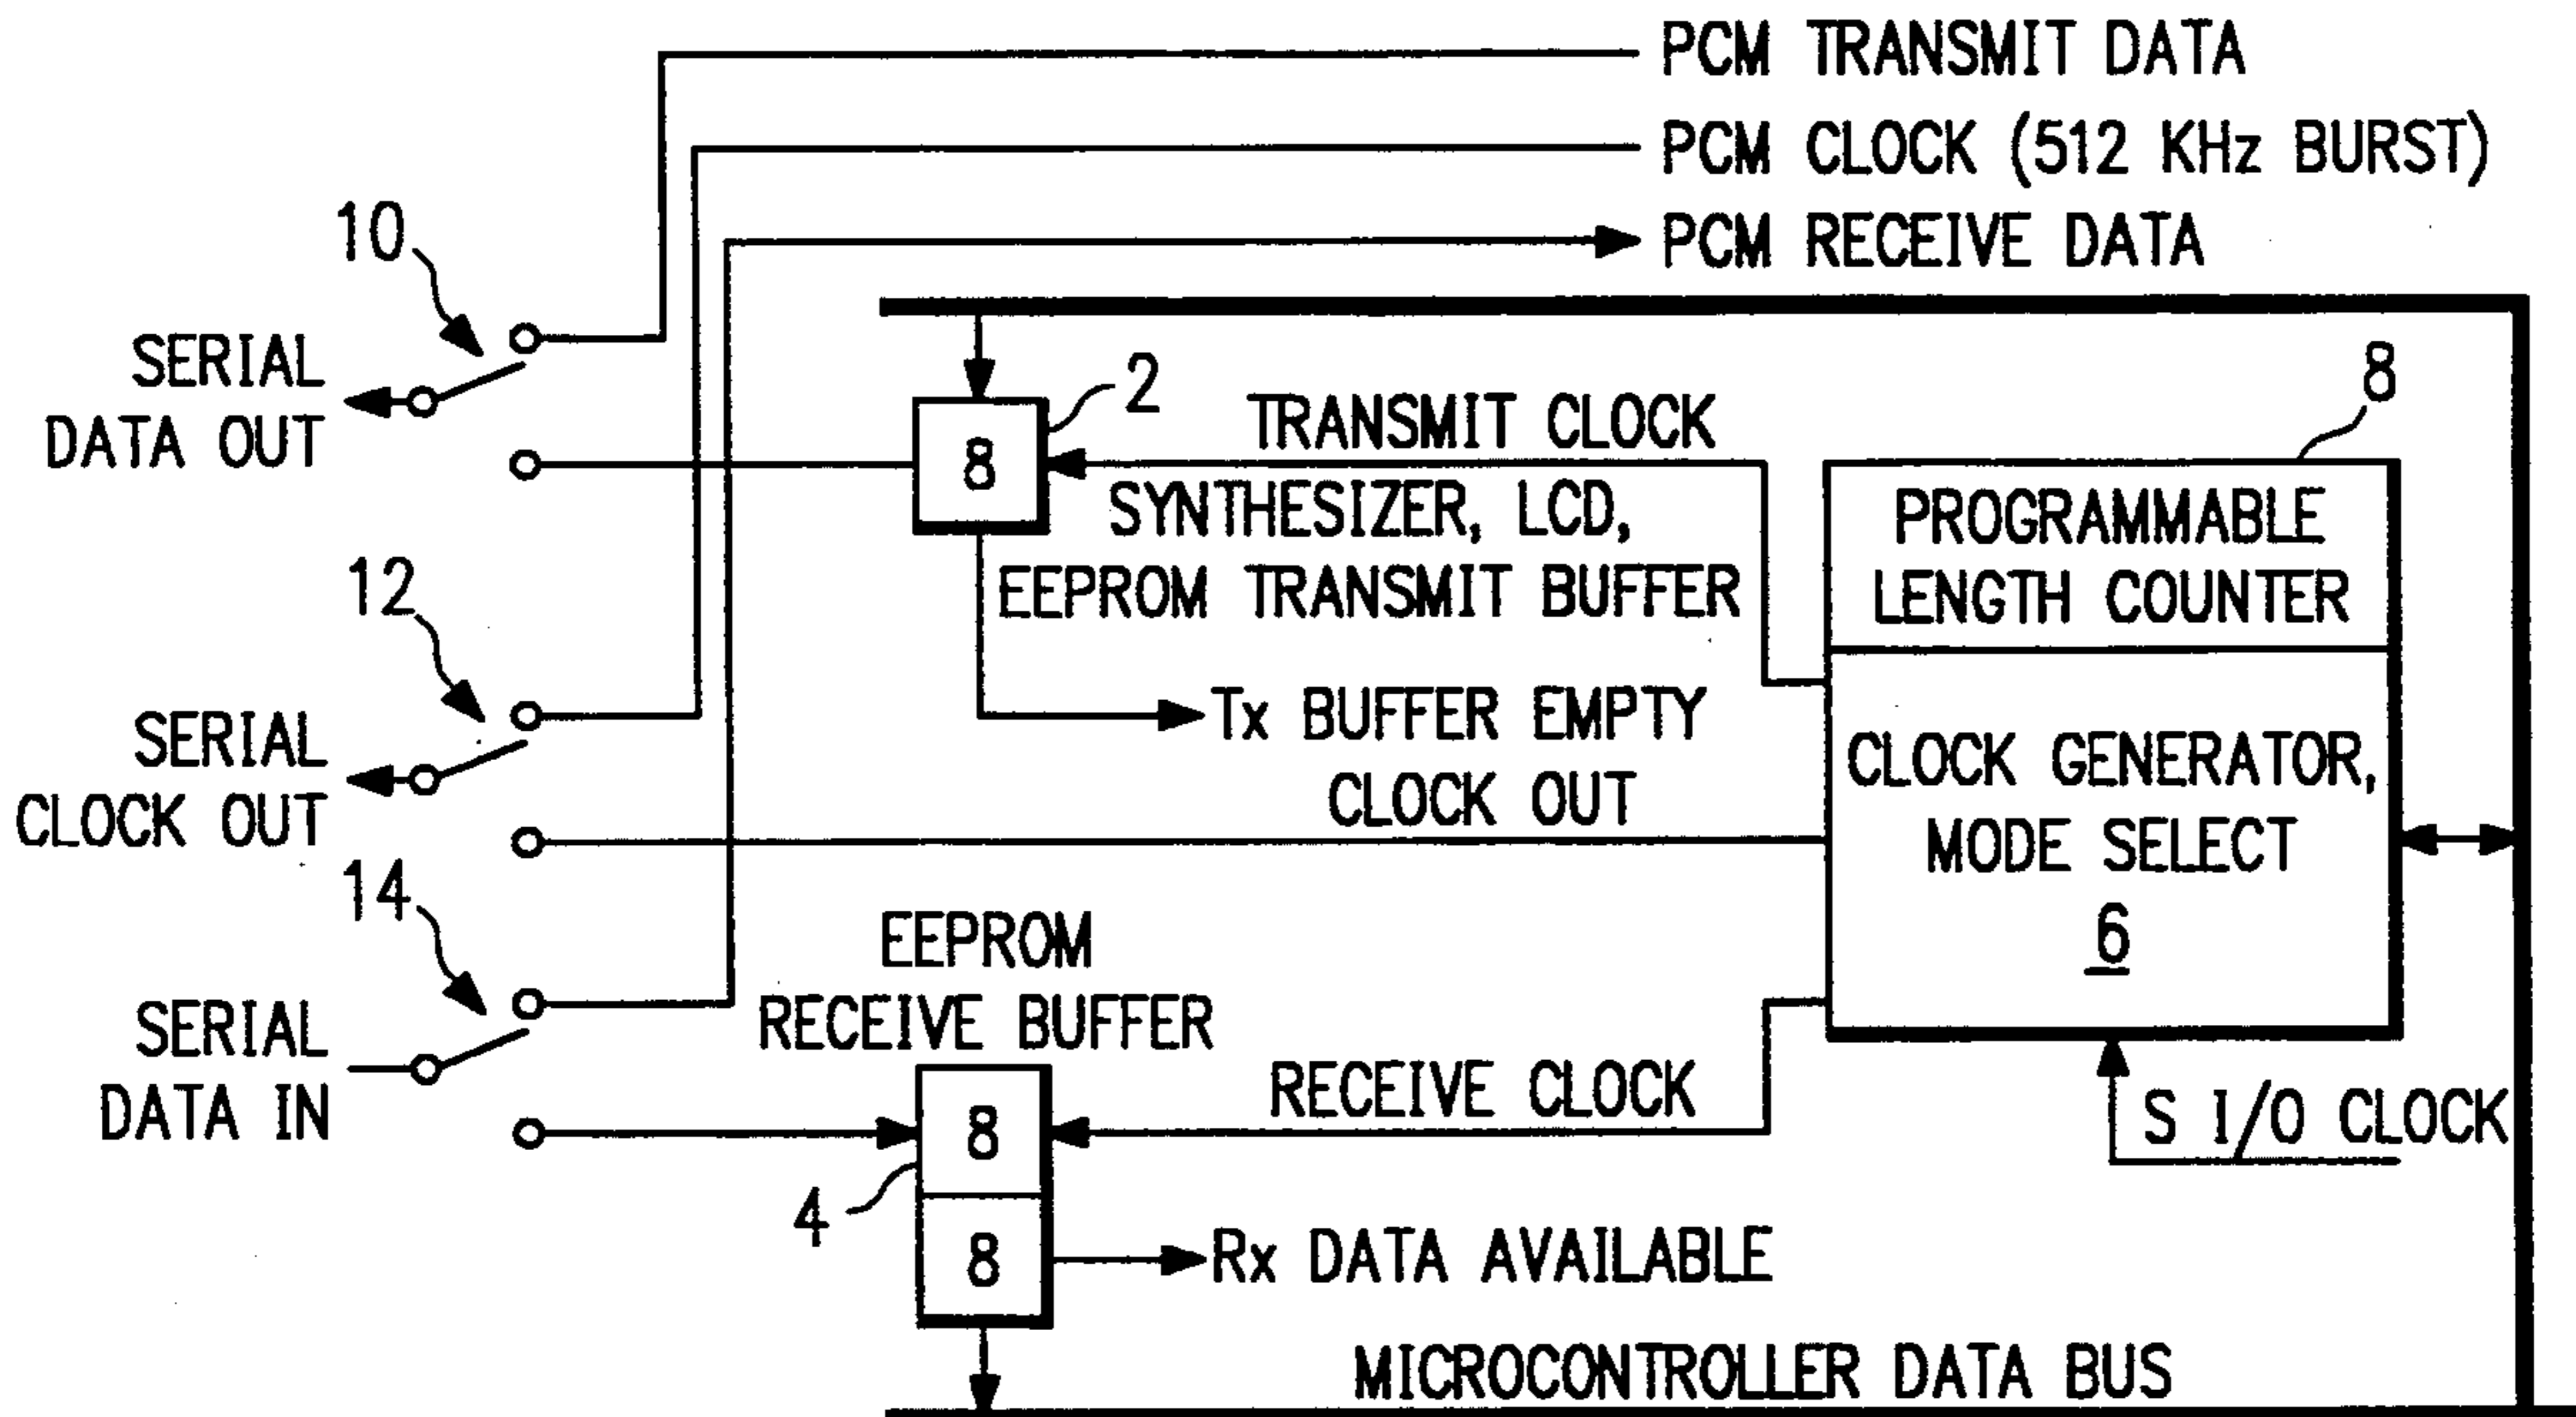 PCM TRANSMIT DATA
PCM CLOCK (512 KHz BURST)
PCM RECEIVE DATA
10
SERIAL
DATA OUT
2
8
TRANSMIT CLOCK
SYNTHESIZER, LCD,
EEPROM TRANSMIT BUFFER
8
PROGRAMMABLE
LENGTH COUNTER
12
SERIAL
CLOCK OUT
Tx BUFFER EMPTY
CLOCK OUT
CLOCK GENERATOR,
MODE SELECT
6
14
SERIAL
DATA IN
EEPROM
RECEIVE BUFFER
8
4
8
RECEIVE CLOCK
S I/O CLOCK
Rx DATA AVAILABLE
MICROCONTROLLER DATA BUS